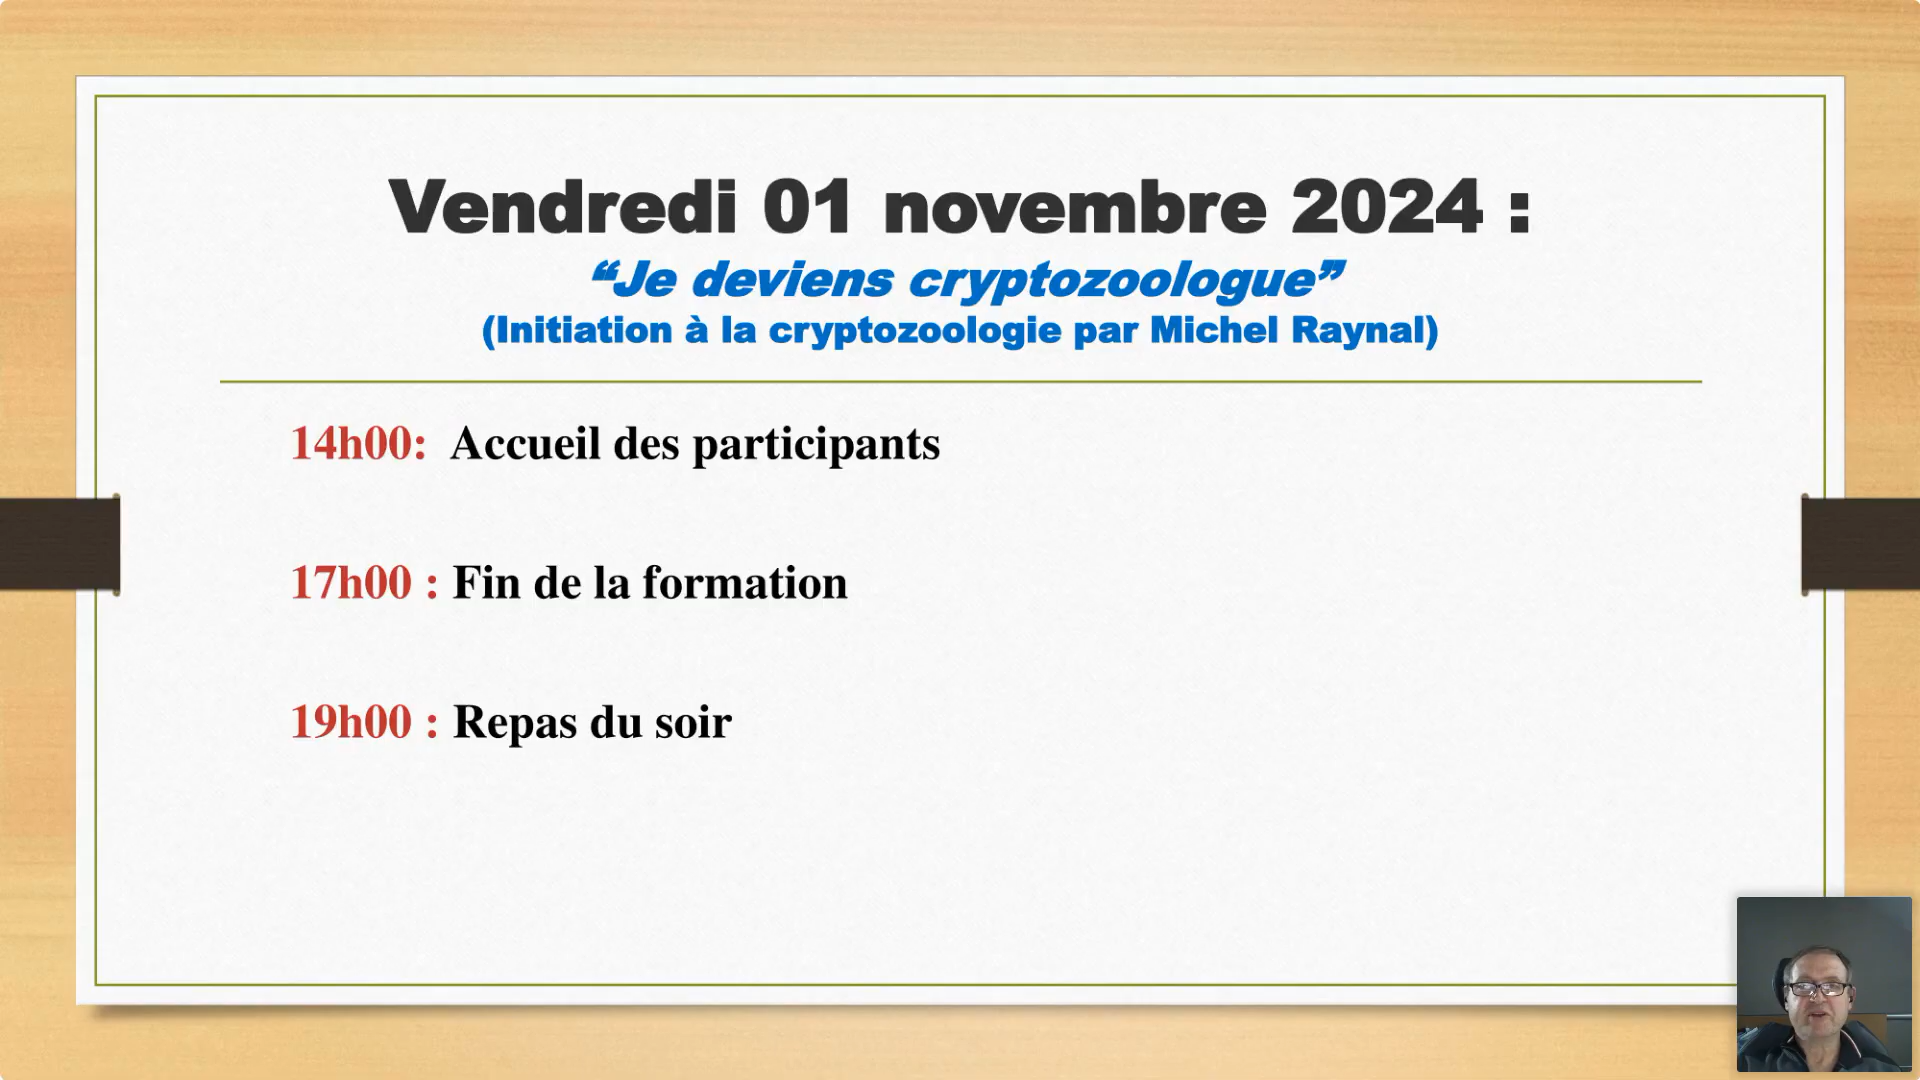 Vendredi 01 novembre 2024 :
“Je deviens cryptozoologue”
(Initiation à la cryptozoologie par Michel Raynal)
14h00: Accueil des participants
17h00 : Fin de la formation
19h00 : Repas du soir